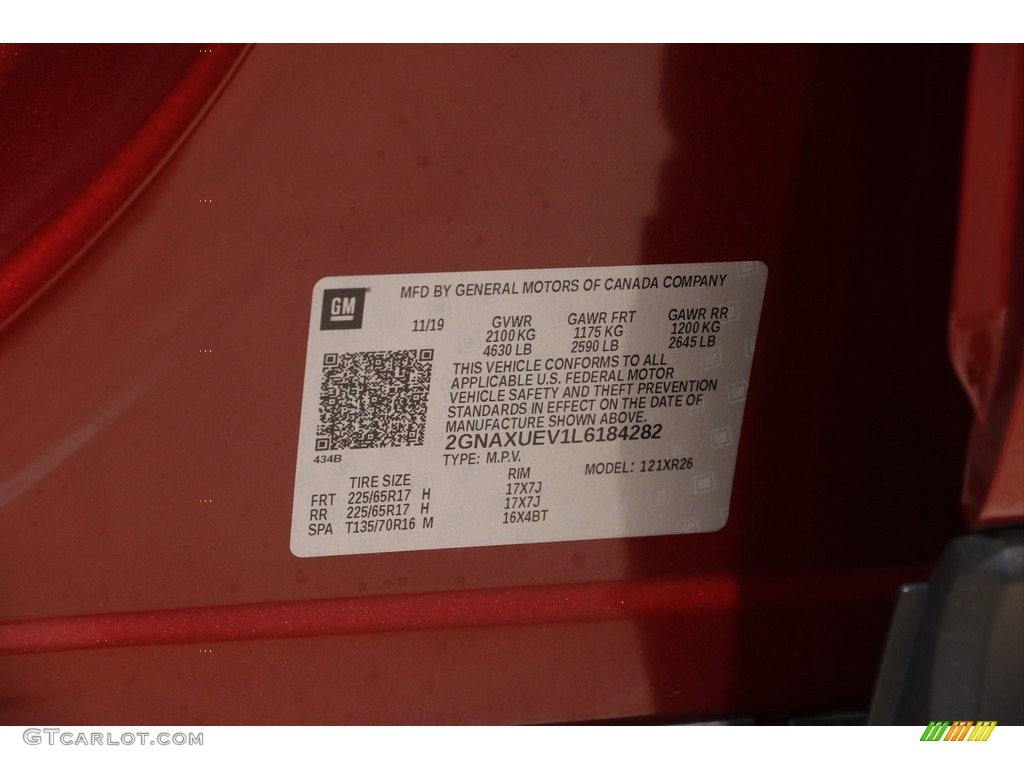 GM
MFD BY GENERAL MOTORS OF CANADA COMPANY
11/19 GVWR GAWR FRT GAWR RR
2100 KG 1175 KG 1200 KG
4630 LB 2590 LB 2645 LB
THIS VEHICLE CONFORMS TO ALL
APPLICABLE U.S. FEDERAL MOTOR
VEHICLE SAFETY AND THEFT PREVENTION
STANDARDS IN EFFECT ON THE DATE OF
MANUFACTURE SHOWN ABOVE.
2GNAXUEV1L6184282
434B
TYPE: M.P.V. MODEL: 121XR26
TIRE SIZE RIM
FRT 225/65R17 H 17X7J
RR 225/65R17 H 17X7J
SPA T135/70R16 M 16X4BT
GTcarlot.com